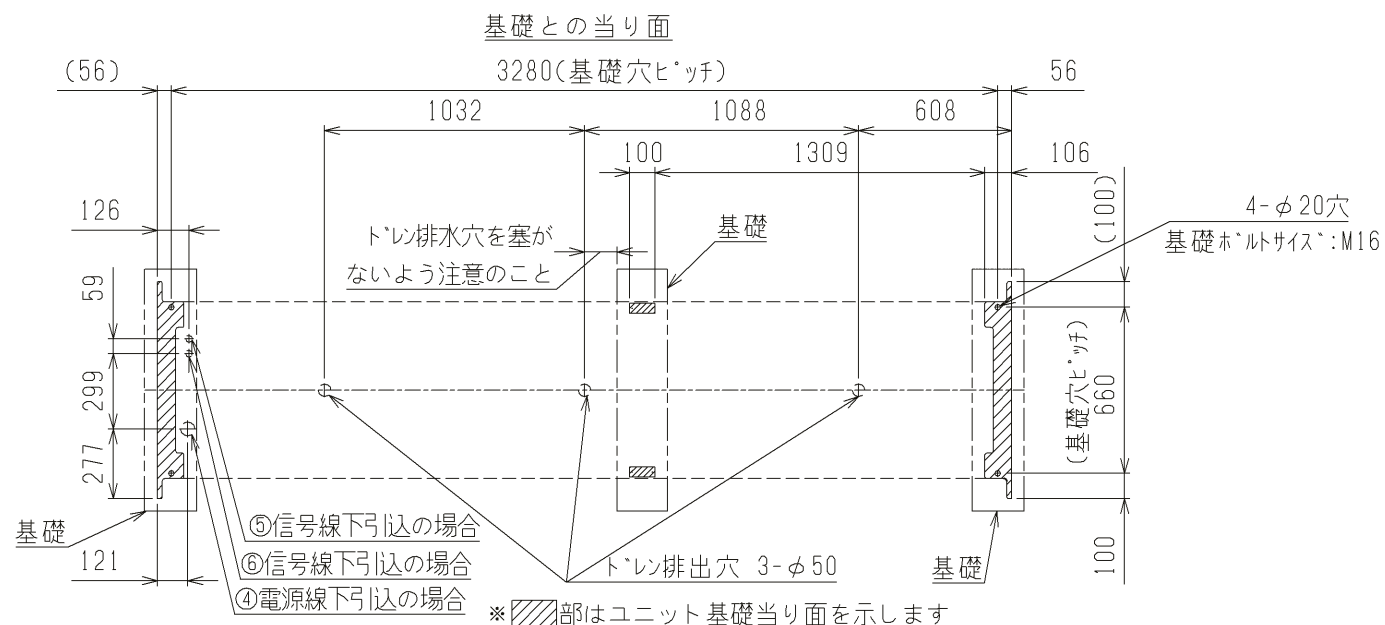 基礎との当り面
(56)
3280(基礎穴ピッチ)
56
1032
1088
608
100
1309
106
126
ドレン排水穴を塞が
ないよう注意のこと
基礎
(100)
4-φ20穴
基礎ボルトサイズ:M16
59
299
277
(基礎穴ピッチ)
660
100
基礎
121
⑤信号線下引込の場合
⑥信号線下引込の場合
④電源線下引込の場合
ドレン排出穴 3-φ50
基礎
※部はユニット基礎当り面を示します